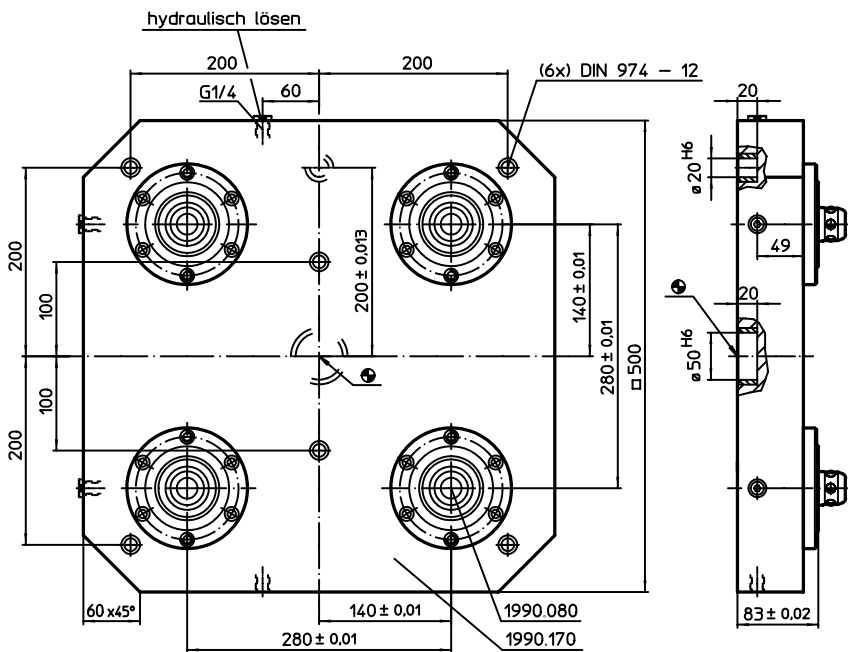 hydraulisch lösen
200
200
(6x) DIN 974 – 12
G1/4
60
20
ø20 H6
49
200
100
200 ± 0,013
140 ± 0,01
280 ± 0,01
□500
20
ø50 H6
100
200
60 x45°
140 ± 0,01
1990.080
83 ± 0,02
280 ± 0,01
1990.170